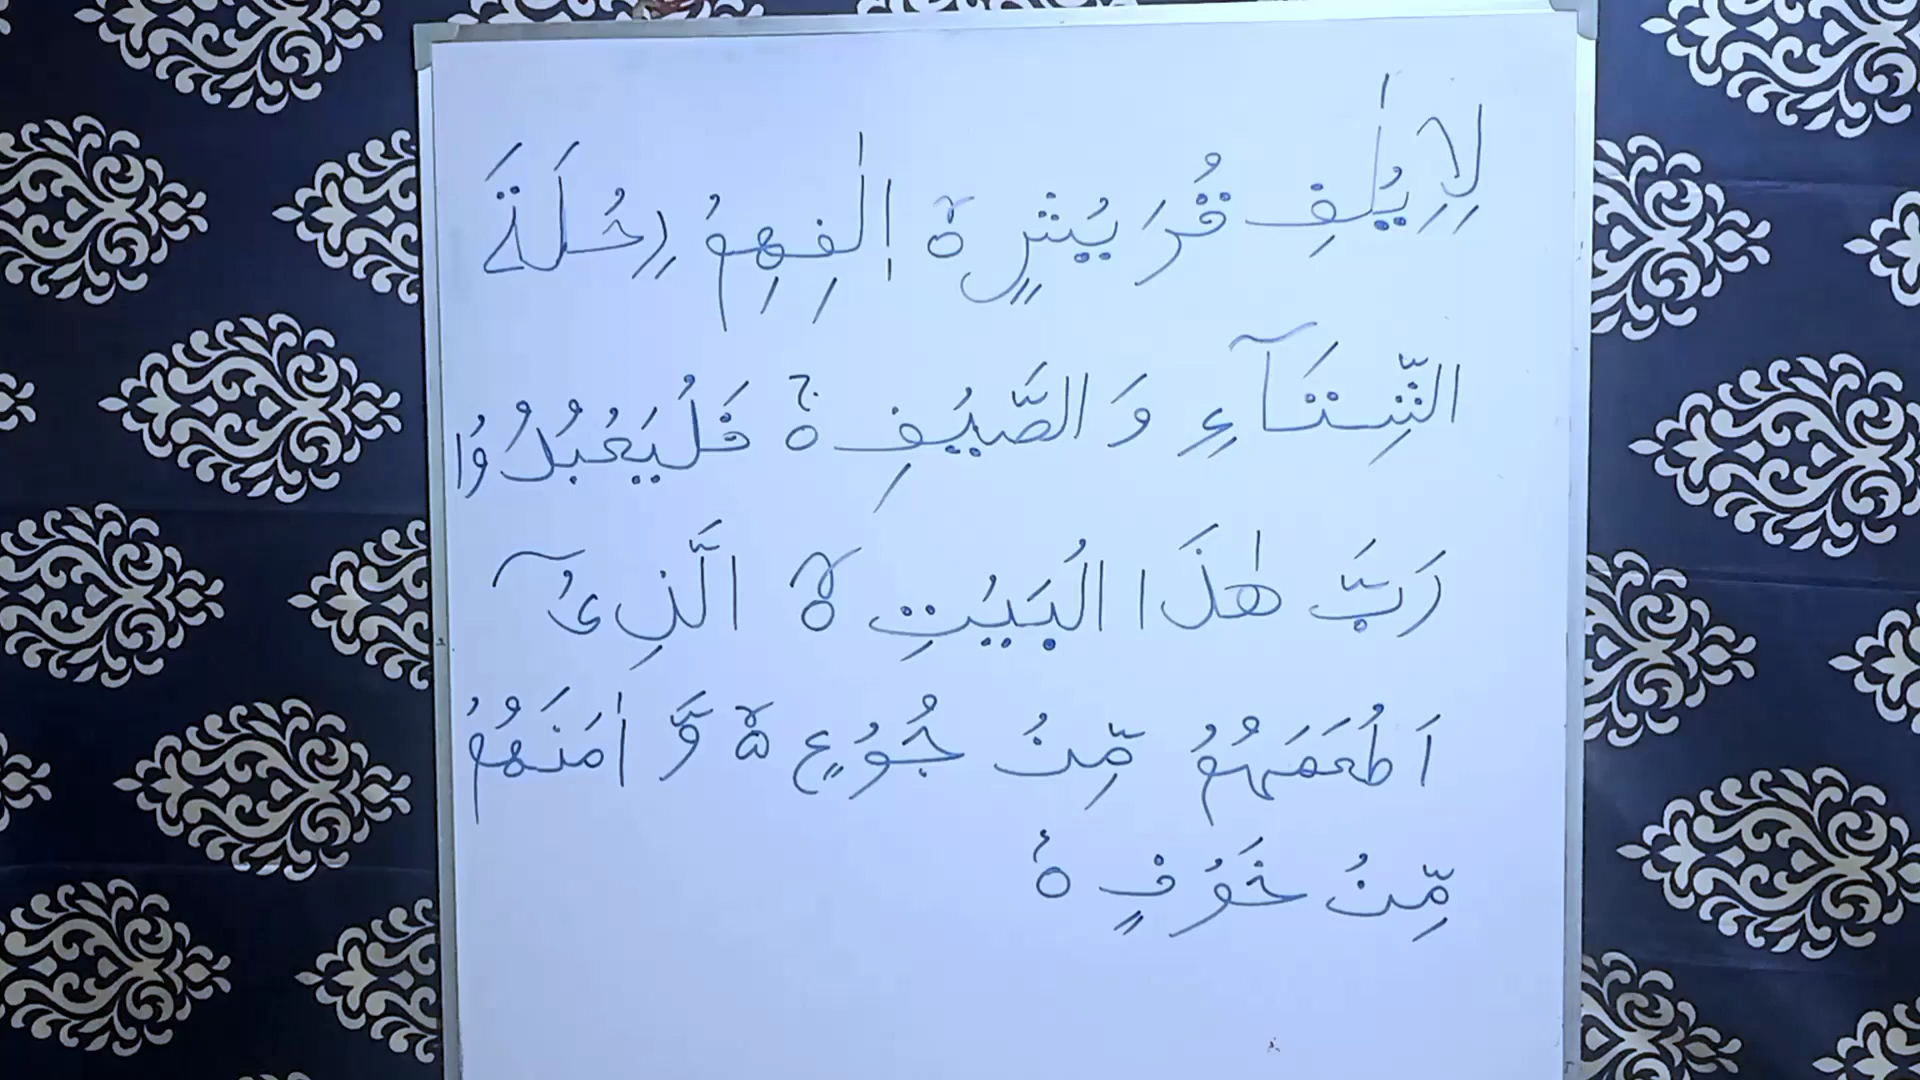 لِاِيْلٰفِ قُرَيْشٍ ۙ اٖلٰفِهِمْ رِحْلَةَ
الشِّتَآءِ وَ الصَّيْفِ ۚ فَلْيَعْبُدُوْا
رَبَّ هٰذَا الْبَيْتِ ۙ الَّذِىْۤ
اَطْعَمَهُمْ مِّنْ جُوْعٍ ۙ۬ وَّ اٰمَنَهُمْ
مِّنْ خَوْفٍ ۠